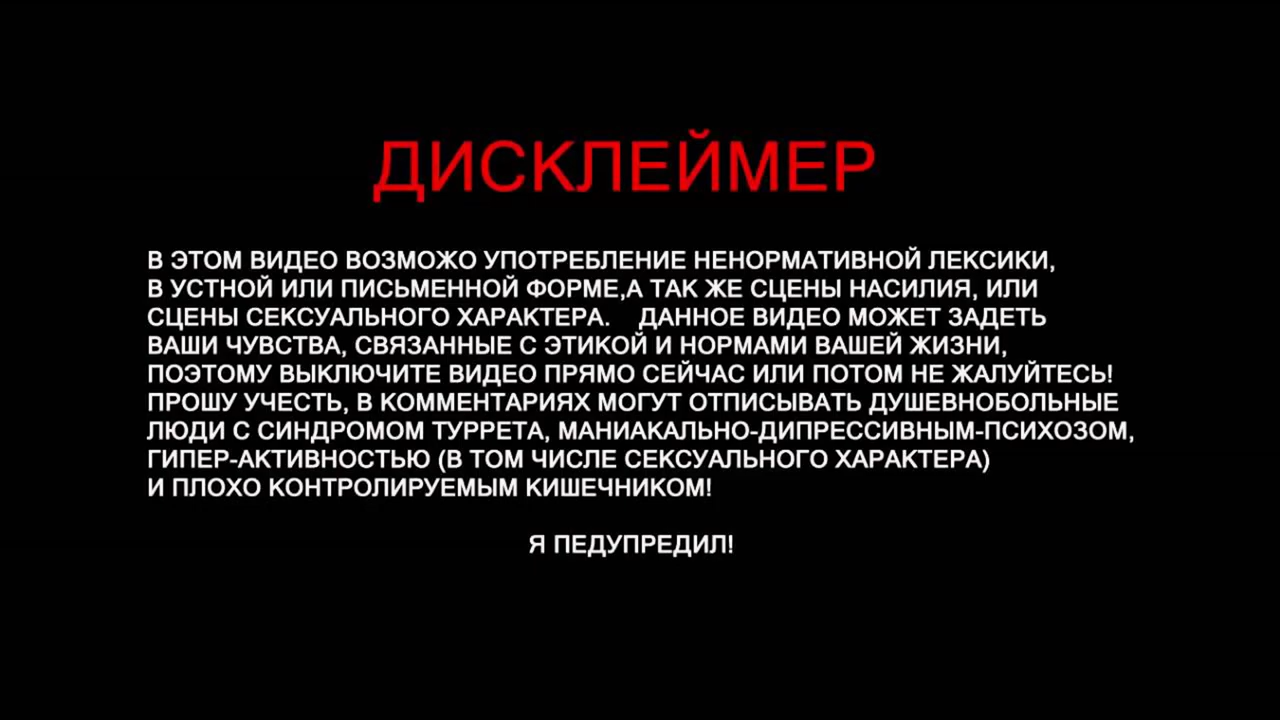 ДИСКЛЕЙМЕР
В ЭТОМ ВИДЕО ВОЗМОЖО УПОТРЕБЛЕНИЕ НЕНОРМАТИВНОЙ ЛЕКСИКИ,
В УСТНОЙ ИЛИ ПИСЬМЕННОЙ ФОРМЕ,А ТАК ЖЕ СЦЕНЫ НАСИЛИЯ, ИЛИ
СЦЕНЫ СЕКСУАЛЬНОГО ХАРАКТЕРА. ДАННОЕ ВИДЕО МОЖЕТ ЗАДЕТЬ
ВАШИ ЧУВСТВА, СВЯЗАННЫЕ С ЭТИКОЙ И НОРМАМИ ВАШЕЙ ЖИЗНИ,
ПОЭТОМУ ВЫКЛЮЧИТЕ ВИДЕО ПРЯМО СЕЙЧАС ИЛИ ПОТОМ НЕ ЖАЛУЙТЕСЬ!
ПРОШУ УЧЕСТЬ, В КОММЕНТАРИЯХ МОГУТ ОТПИСЫВАТЬ ДУШЕВНОБОЛЬНЫЕ
ЛЮДИ С СИНДРОМОМ ТУРРЕТА, МАНИАКАЛЬНО-ДИПРЕССИВНЫМ-ПСИХОЗОМ,
ГИПЕР-АКТИВНОСТЬЮ (В ТОМ ЧИСЛЕ СЕКСУАЛЬНОГО ХАРАКТЕРА)
И ПЛОХО КОНТРОЛИРУЕМЫМ КИШЕЧНИКОМ!
Я ПЕДУПРЕДИЛ!